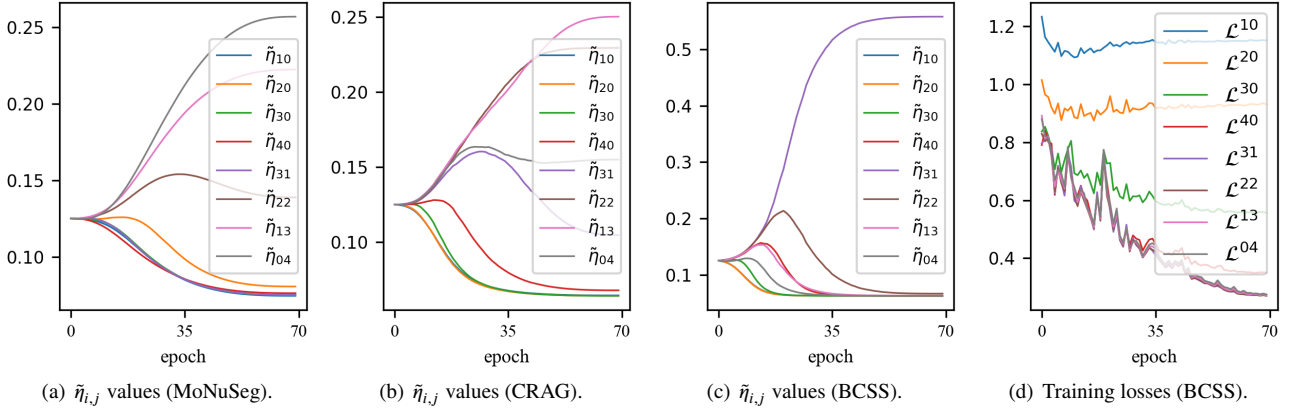 0.25
0.20
0.15
0.10
η̃10
η̃20
η̃30
η̃40
η̃31
η̃22
η̃13
η̃04
0 35 70
epoch
(a) η̃i,j values (MoNuSeg).
0.25
0.20
0.15
0.10
η̃10
η̃20
η̃30
η̃40
η̃31
η̃22
η̃13
η̃04
0 35 70
epoch
(b) η̃i,j values (CRAG).
0.5
0.4
0.3
0.2
0.1
η̃10
η̃20
η̃30
η̃40
η̃31
η̃22
η̃13
η̃04
0 35 70
epoch
(c) η̃i,j values (BCSS).
1.2
1.0
0.8
0.6
0.4
ℒ10
ℒ20
ℒ30
ℒ40
ℒ31
ℒ22
ℒ13
ℒ04
0 35 70
epoch
(d) Training losses (BCSS).